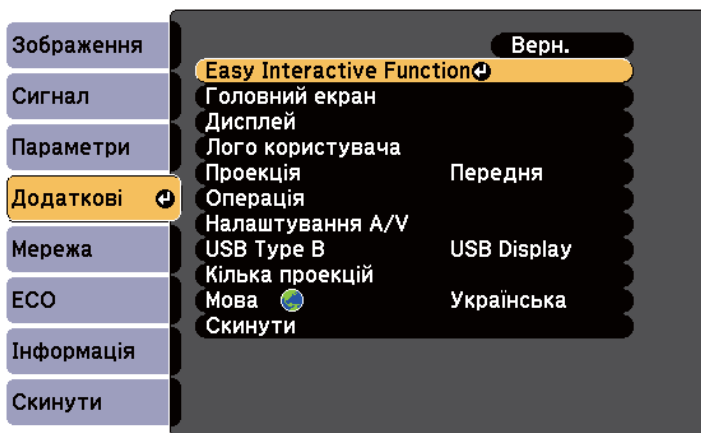 Зображення
Сигнал
Параметри
Додаткові
Мережа
ECO
Інформація
Скинути
Верн.
Easy Interactive Function
Головний екран
Дисплей
Лого користувача
Проекція Передня
Операція
Налаштування A/V
USB Type B USB Display
Кілька проекцій
Мова Українська
Скинути